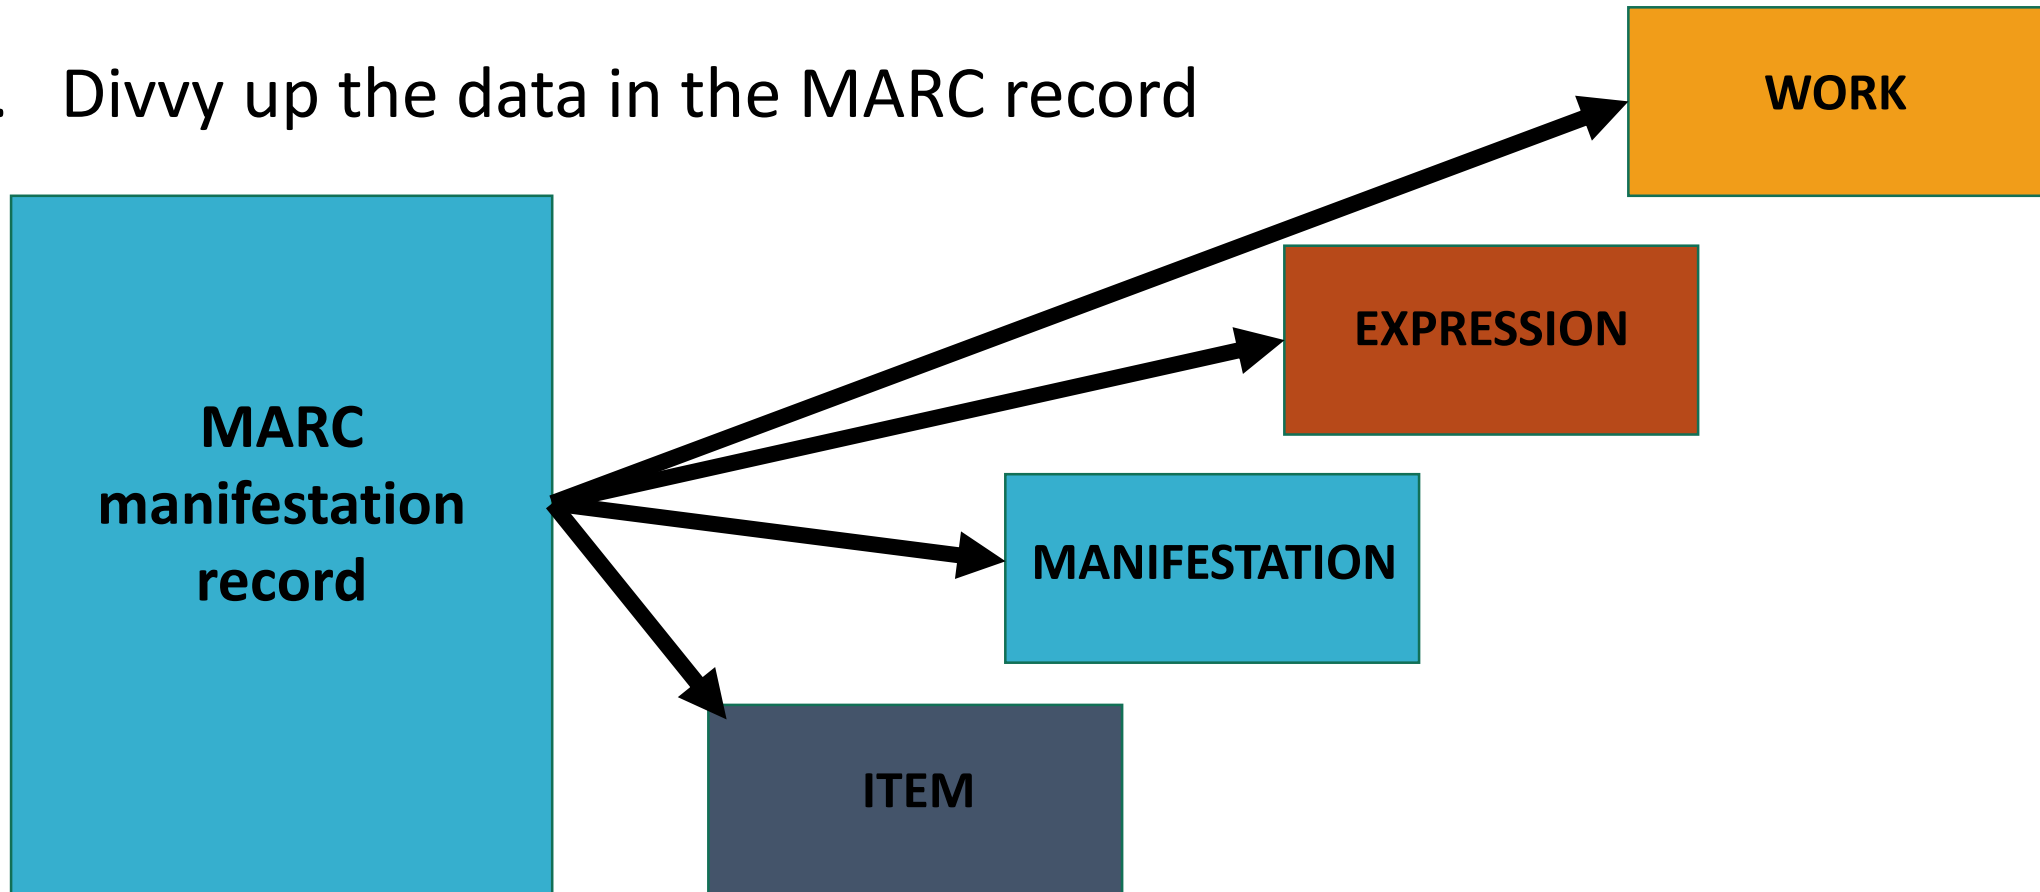 . Divvy up the data in the MARC record
WORK
EXPRESSION
MARC
manifestation
record
MANIFESTATION
ITEM